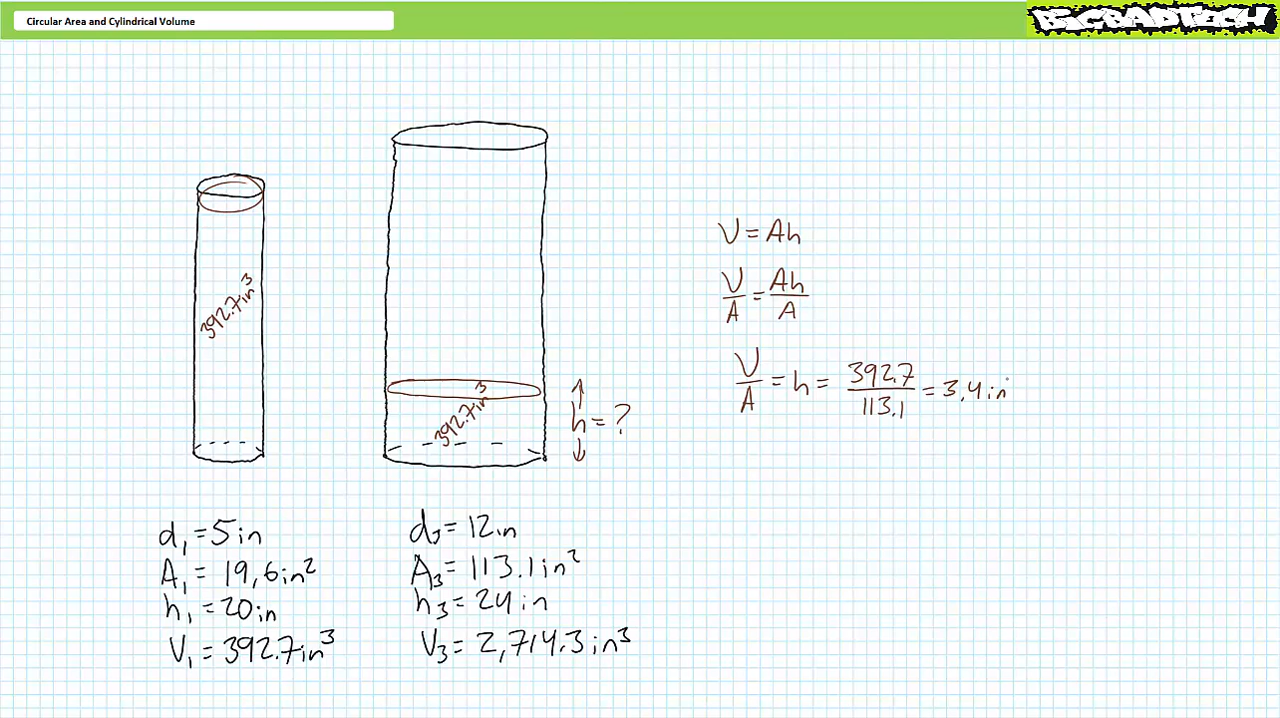 Circular Area and Cylindrical Volume
BIGBADTECH
392.7in³
392.7in³
h = ?
V = Ah
V/A = Ah/A
V/A = h = 392.7/113.1 = 3.4in
d₁ = 5in
A₁ = 19,6in²
h₁ = 20in
V₁ = 392.7in³
d₃ = 12in
A₃ = 113.1in²
h₃ = 24in
V₃ = 2,714.3in³